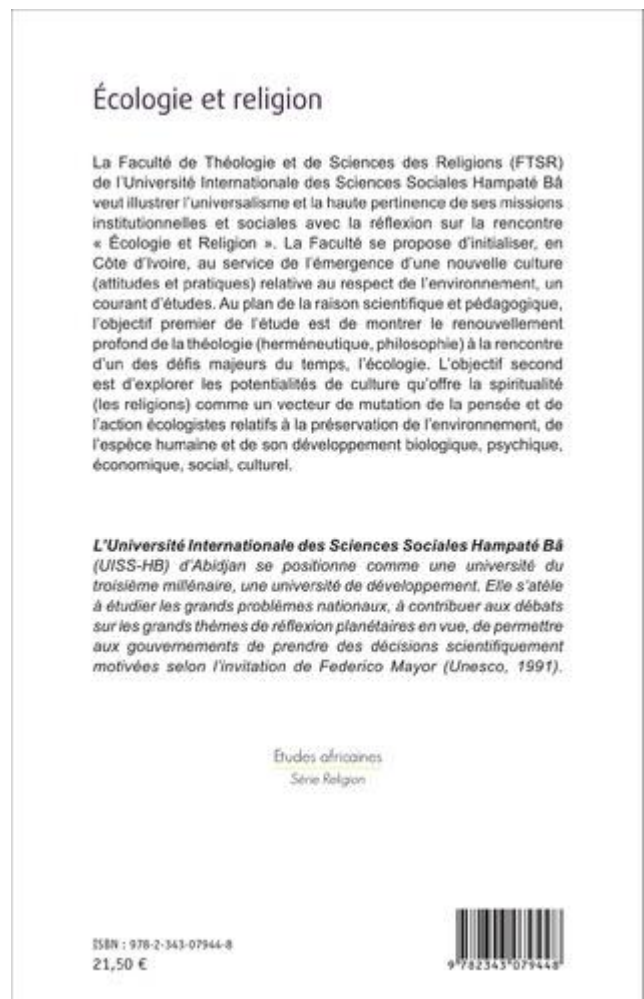 Écologie et religion
La Faculté de Théologie et de Sciences des Religions (FTSR)
de l'Université Internationale des Sciences Sociales Hampaté Bâ
veut illustrer l'universalisme et la haute pertinence de ses missions
institutionnelles et sociales avec la réflexion sur la rencontre
« Écologie et Religion ». La Faculté se propose d'initialiser, en
Côte d'Ivoire, au service de l'émergence d'une nouvelle culture
(attitudes et pratiques) relative au respect de l'environnement, un
courant d'études. Au plan de la raison scientifique et pédagogique,
l'objectif premier de l'étude est de montrer le renouvellement
profond de la théologie (herméneutique, philosophie) à la rencontre
d'un des défis majeurs du temps, l'écologie. L'objectif second
est d'explorer les potentialités de culture qu'offre la spiritualité
(les religions) comme un vecteur de mutation de la pensée et de
l'action écologistes relatifs à la préservation de l'environnement, de
l'espèce humaine et de son développement biologique, psychique,
économique, social, culturel.
L'Université Internationale des Sciences Sociales Hampaté Bâ
(UISS-HB) d'Abidjan se positionne comme une université du
troisième millénaire, une université de développement. Elle s'atèle
à étudier les grands problèmes nationaux, à contribuer aux débats
sur les grands thèmes de réflexion planétaires en vue, de permettre
aux gouvernements de prendre des décisions scientifiquement
motivées selon l'invitation de Federico Mayor (Unesco, 1991).
Études africaines
Série Religion
ISBN : 978-2-343-07944-8
21,50 €
9 782343 079448